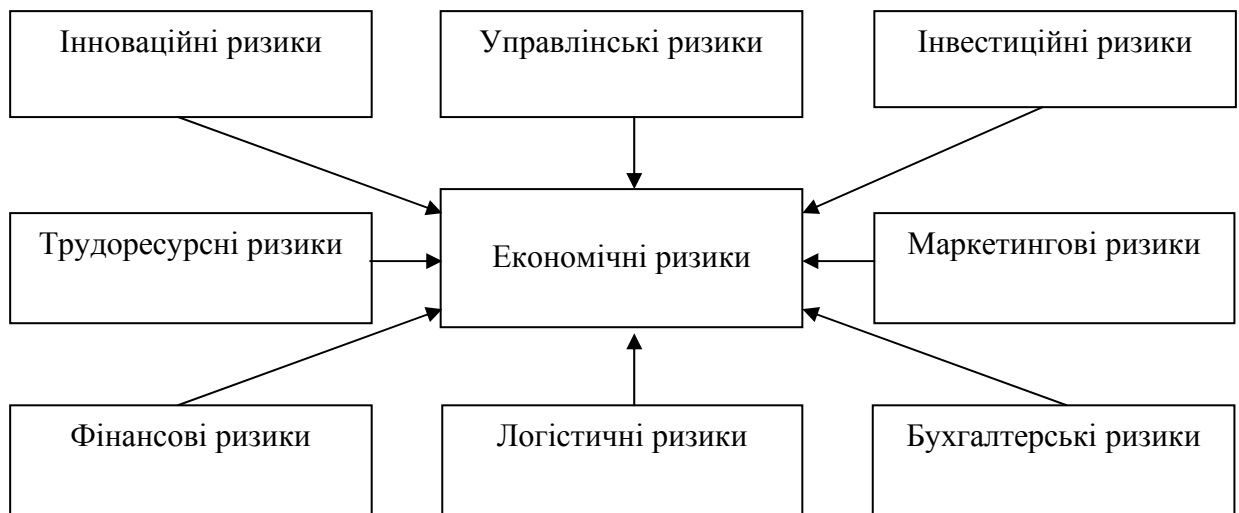 Інноваційні ризики
Управлінські ризики
Інвестиційні ризики
Трудоресурсні ризики
Економічні ризики
Маркетингові ризики
Фінансові ризики
Логістичні ризики
Бухгалтерські ризики